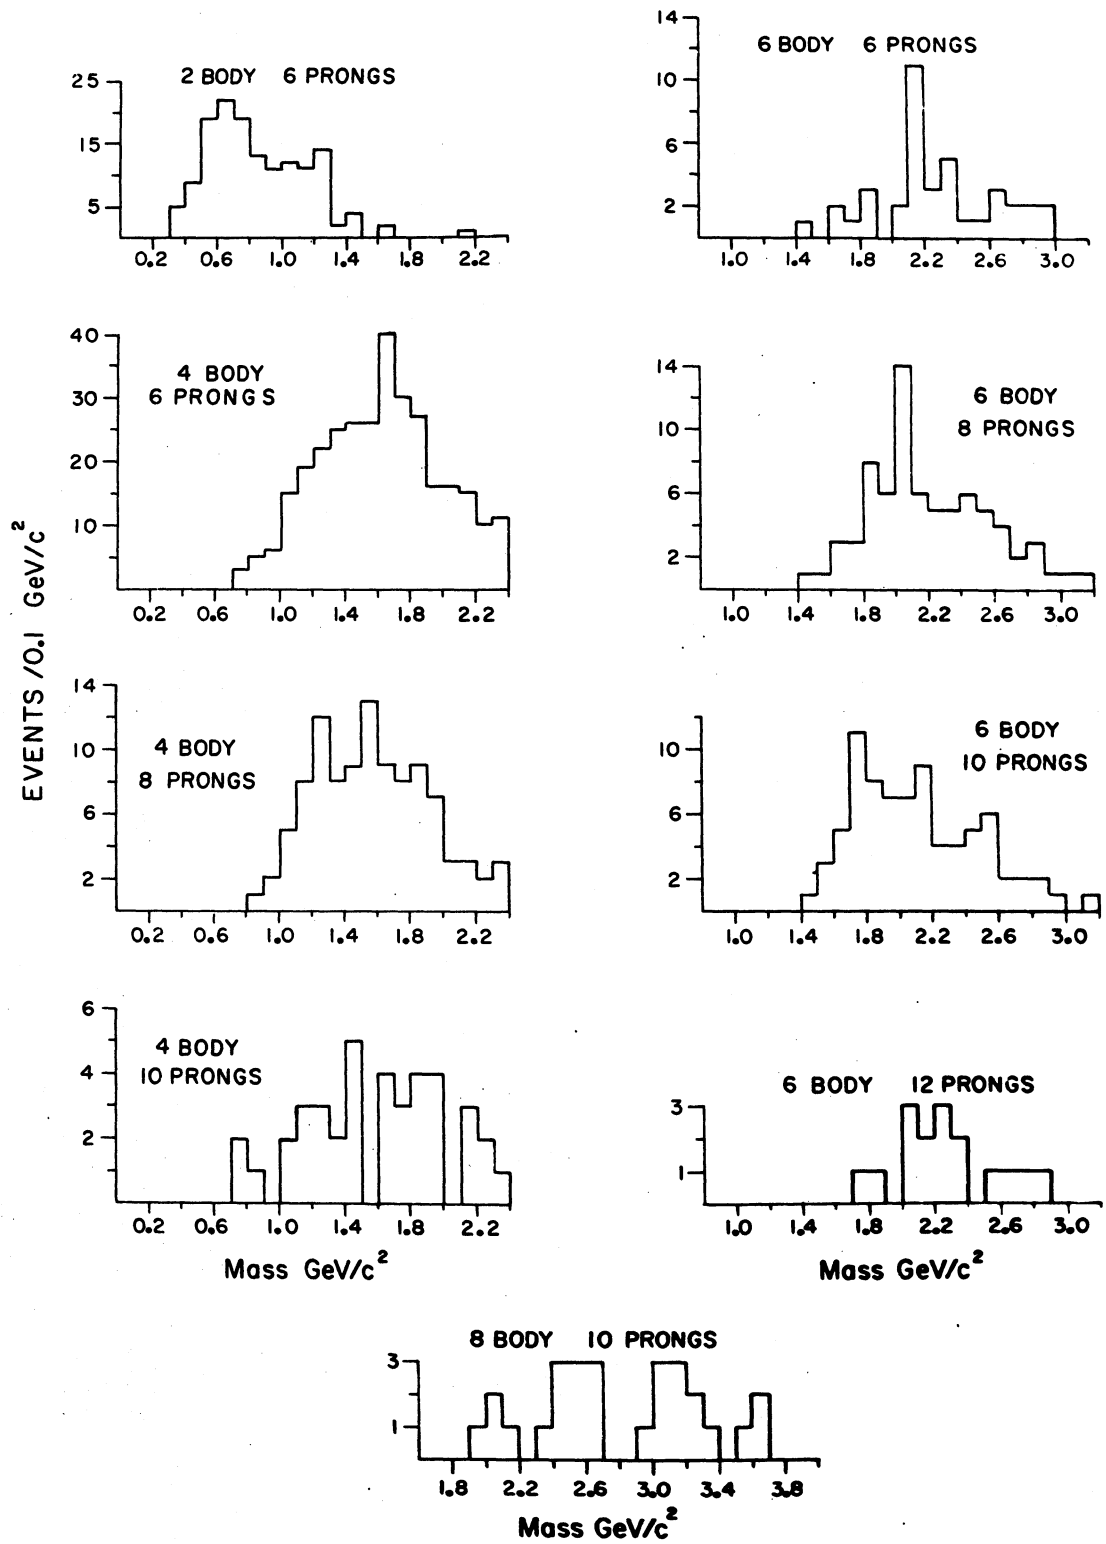 EVENTS /0.1 GeV/c²
2 BODY 6 PRONGS
25
15
5
0.2 0.6 1.0 1.4 1.8 2.2
6 BODY 6 PRONGS
14
10
6
2
1.0 1.4 1.8 2.2 2.6 3.0
4 BODY
6 PRONGS
40
30
20
10
0.2 0.6 1.0 1.4 1.8 2.2
6 BODY
8 PRONGS
14
10
6
2
1.0 1.4 1.8 2.2 2.6 3.0
4 BODY
8 PRONGS
14
10
6
2
0.2 0.6 1.0 1.4 1.8 2.2
6 BODY
10 PRONGS
10
6
2
1.0 1.4 1.8 2.2 2.6 3.0
4 BODY
10 PRONGS
6
4
2
0.2 0.6 1.0 1.4 1.8 2.2
Mass GeV/c²
6 BODY 12 PRONGS
3
1
1.0 1.4 1.8 2.2 2.6 3.0
Mass GeV/c²
8 BODY 10 PRONGS
3
1
1.8 2.2 2.6 3.0 3.4 3.8
Mass GeV/c²